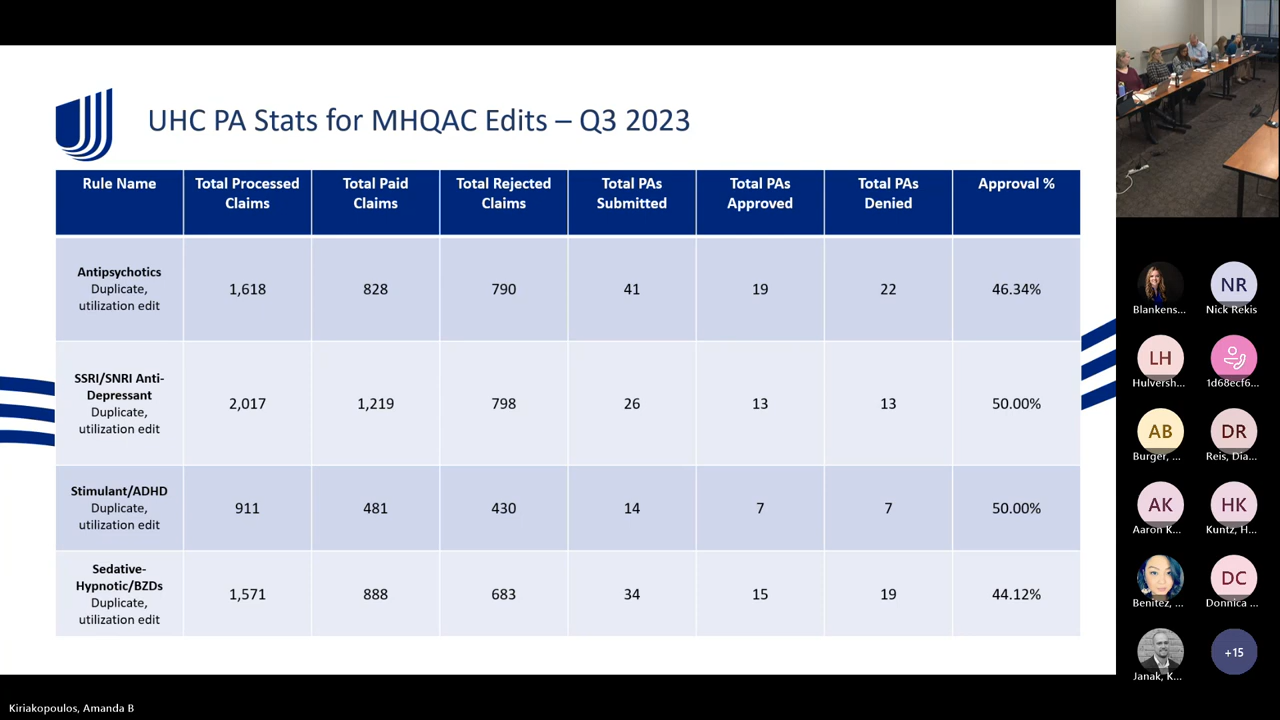 UHC PA Stats for MHQAC Edits – Q3 2023
Rule Name
Total Processed
Claims
Total Paid
Claims
Total Rejected
Claims
Total PAs
Submitted
Total PAs
Approved
Total PAs
Denied
Approval %
Antipsychotics
Duplicate,
utilization edit
1,618
828
790
41
19
22
46.34%
SSRI/SNRI Anti-
Depressant
Duplicate,
utilization edit
2,017
1,219
798
26
13
13
50.00%
Stimulant/ADHD
Duplicate,
utilization edit
911
481
430
14
7
7
50.00%
Sedative-
Hypnotic/BZDs
Duplicate,
utilization edit
1,571
888
683
34
15
19
44.12%
Blankens...
NR
Nick Rekis
LH
Hulversh...
1d68ecf6...
AB
Burger, ...
DR
Reis, Dia...
AK
Aaron K...
HK
Kuntz, H...
Benitez, ...
DC
Donnica ...
Janak, K...
+15
Kiriakopoulos, Amanda B